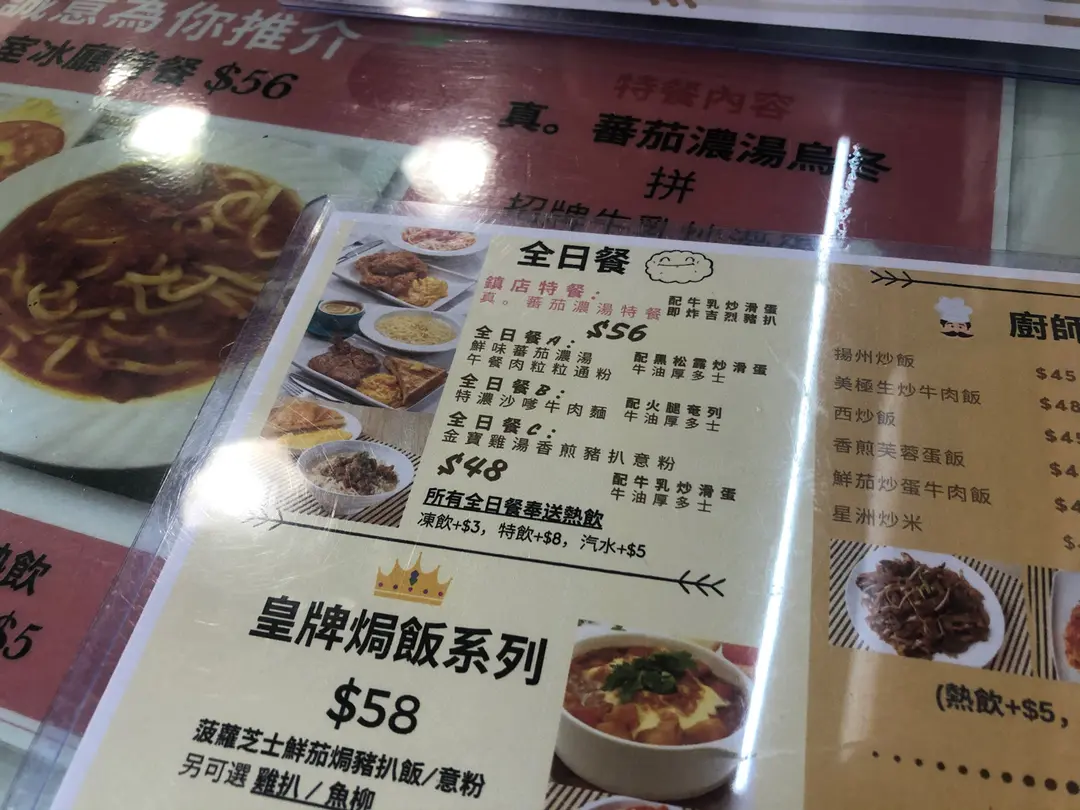 誠意為你推介
室冰廳特餐 $56
特餐內容
真。蕃茄濃湯烏冬
拼
招牌牛乳炒滑蛋
熱飲
$5
全日餐
鎮店特餐:
真。蕃茄濃湯特餐
配牛乳炒滑蛋
即炸吉烈豬扒
$56
全日餐A:
鮮味蕃茄濃湯
午餐肉粒粒通粉
配黑松露炒滑蛋
牛油厚多士
全日餐B:
特濃沙嗲牛肉麵
配火腿奄列
牛油厚多士
全日餐C:
金寶雞湯香煎豬扒意粉
$48
配牛乳炒滑蛋
牛油厚多士
所有全日餐奉送熱飲
凍飲+$3, 特飲+$8, 汽水+$5
皇牌焗飯系列
$58
菠蘿芝士鮮茄焗豬扒飯/意粉
另可選 雞扒 / 魚柳
廚師
揚州炒飯
$45
美極生炒牛肉飯
$48
西炒飯
香煎芙蓉蛋飯
鮮茄炒蛋牛肉飯
星洲炒米
(熱飲+$5,